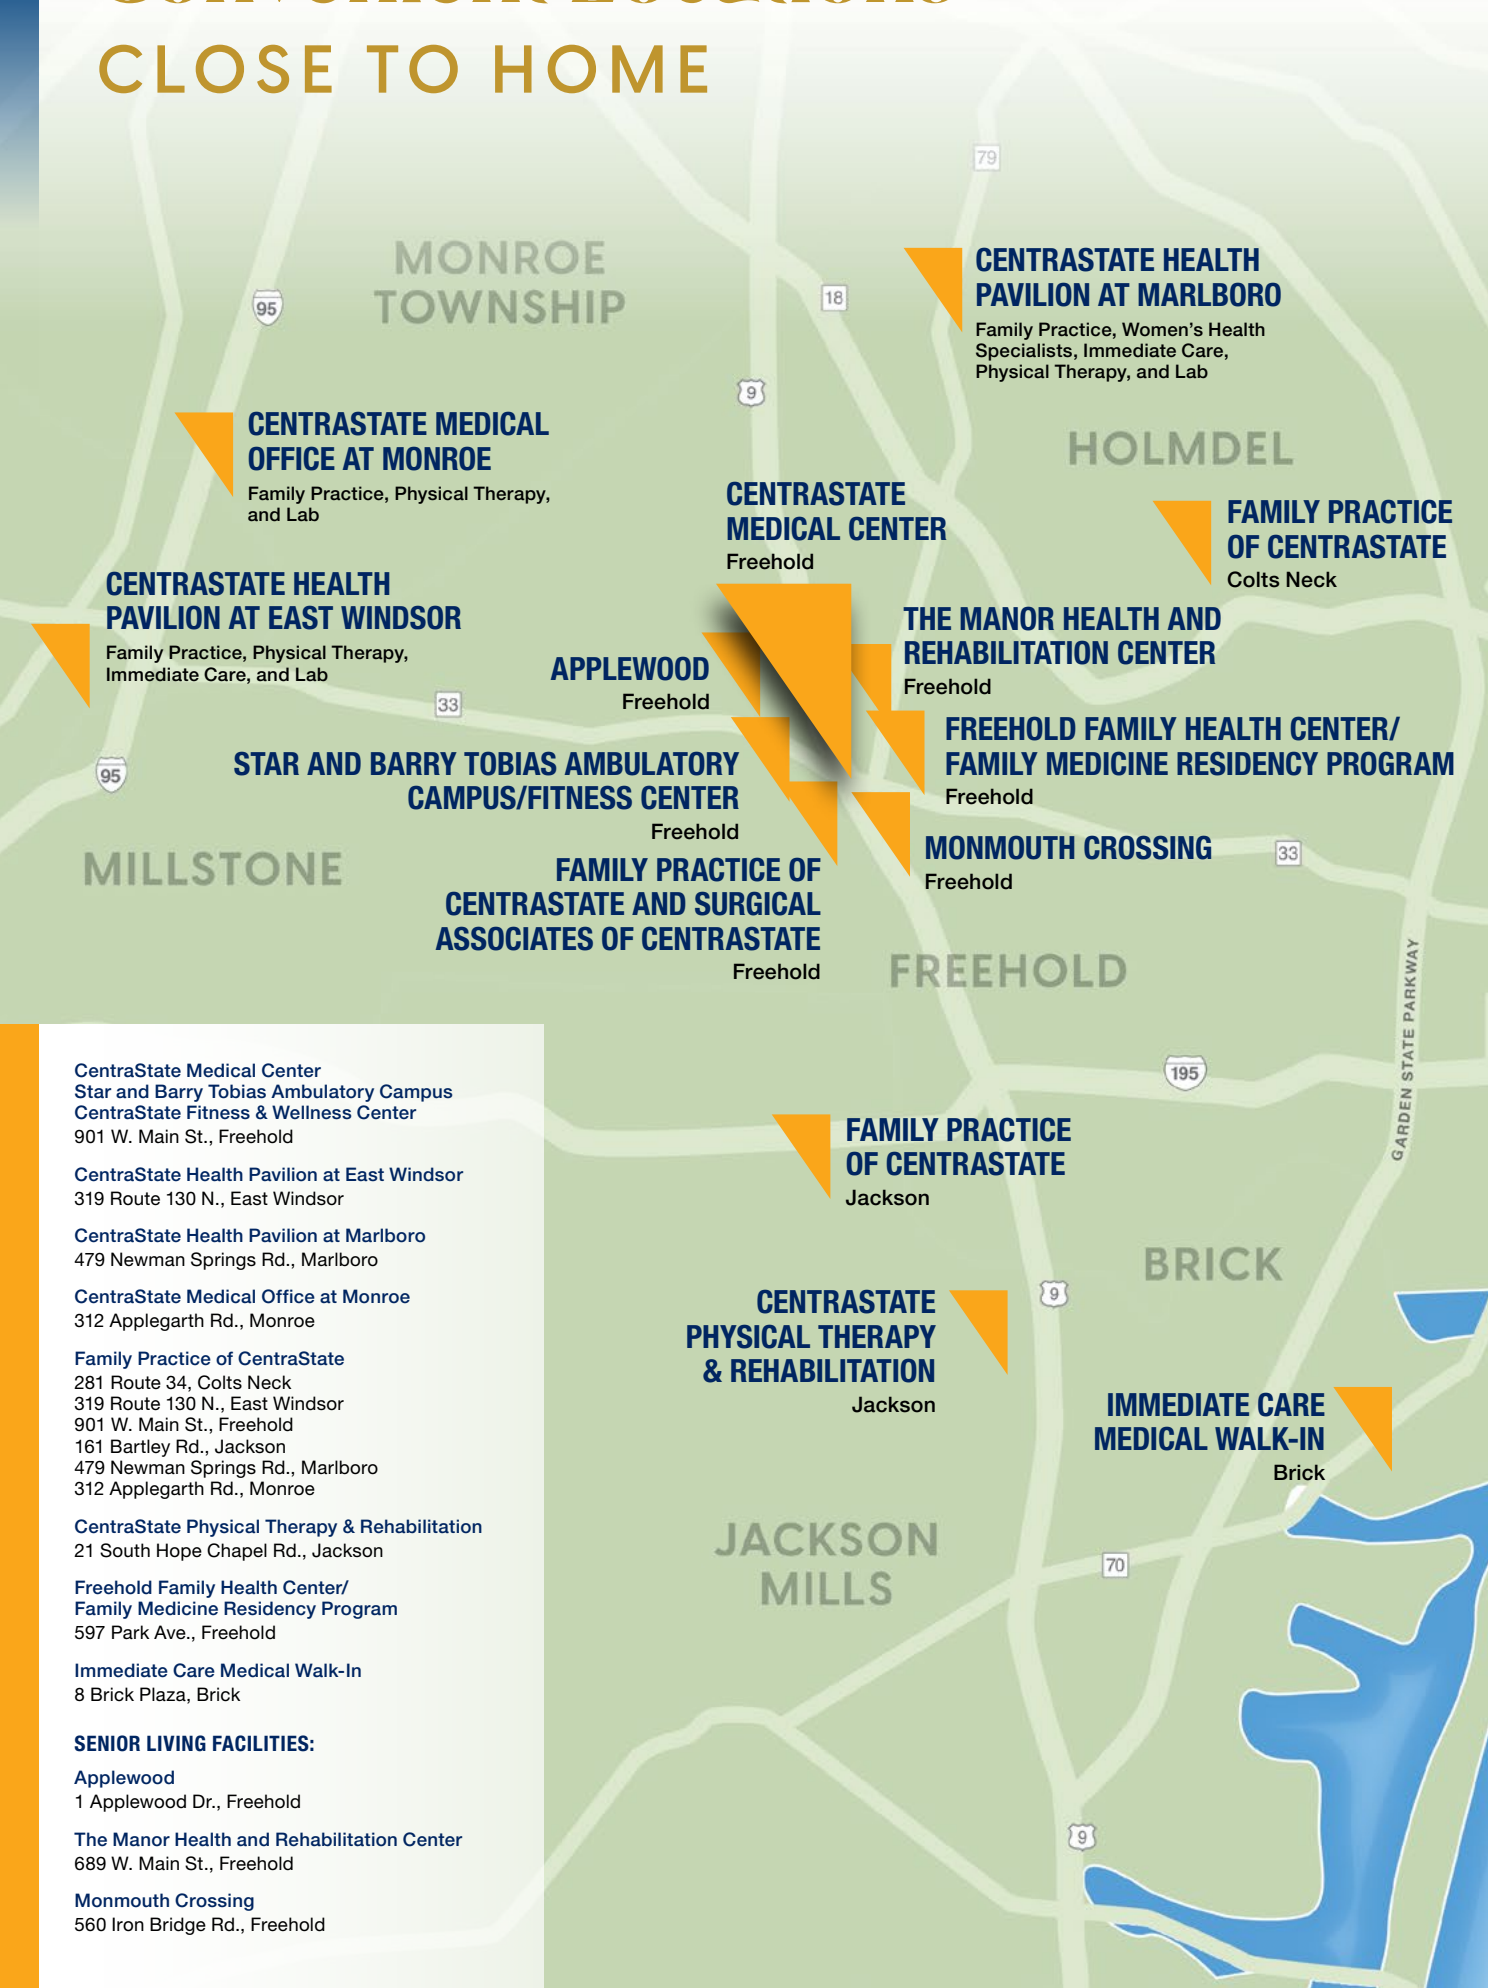 CLOSE TO HOME
79
MONROE
TOWNSHIP
95
18
CENTRASTATE HEALTH
PAVILION AT MARLBORO
Family Practice, Women's Health
Specialists, Immediate Care,
Physical Therapy, and Lab
9
CENTRASTATE MEDICAL
OFFICE AT MONROE
Family Practice, Physical Therapy,
and Lab
HOLMDEL
CENTRASTATE
MEDICAL CENTER
Freehold
FAMILY PRACTICE
OF CENTRASTATE
Colts Neck
CENTRASTATE HEALTH
PAVILION AT EAST WINDSOR
Family Practice, Physical Therapy,
Immediate Care, and Lab
THE MANOR HEALTH AND
REHABILITATION CENTER
Freehold
APPLEWOOD
Freehold
33
FREEHOLD FAMILY HEALTH CENTER/
FAMILY MEDICINE RESIDENCY PROGRAM
Freehold
95
STAR AND BARRY TOBIAS AMBULATORY
CAMPUS/FITNESS CENTER
Freehold
MONMOUTH CROSSING
Freehold
33
MILLSTONE
FAMILY PRACTICE OF
CENTRASTATE AND SURGICAL
ASSOCIATES OF CENTRASTATE
Freehold
FREEHOLD
GARDEN STATE PARKWAY
195
FAMILY PRACTICE
OF CENTRASTATE
Jackson
BRICK
9
CENTRASTATE
PHYSICAL THERAPY
& REHABILITATION
Jackson
IMMEDIATE CARE
MEDICAL WALK-IN
Brick
JACKSON
MILLS
70
9
CentraState Medical Center
Star and Barry Tobias Ambulatory Campus
CentraState Fitness & Wellness Center
901 W. Main St., Freehold
CentraState Health Pavilion at East Windsor
319 Route 130 N., East Windsor
CentraState Health Pavilion at Marlboro
479 Newman Springs Rd., Marlboro
CentraState Medical Office at Monroe
312 Applegarth Rd., Monroe
Family Practice of CentraState
281 Route 34, Colts Neck
319 Route 130 N., East Windsor
901 W. Main St., Freehold
161 Bartley Rd., Jackson
479 Newman Springs Rd., Marlboro
312 Applegarth Rd., Monroe
CentraState Physical Therapy & Rehabilitation
21 South Hope Chapel Rd., Jackson
Freehold Family Health Center/
Family Medicine Residency Program
597 Park Ave., Freehold
Immediate Care Medical Walk-In
8 Brick Plaza, Brick
SENIOR LIVING FACILITIES:
Applewood
1 Applewood Dr., Freehold
The Manor Health and Rehabilitation Center
689 W. Main St., Freehold
Monmouth Crossing
560 Iron Bridge Rd., Freehold